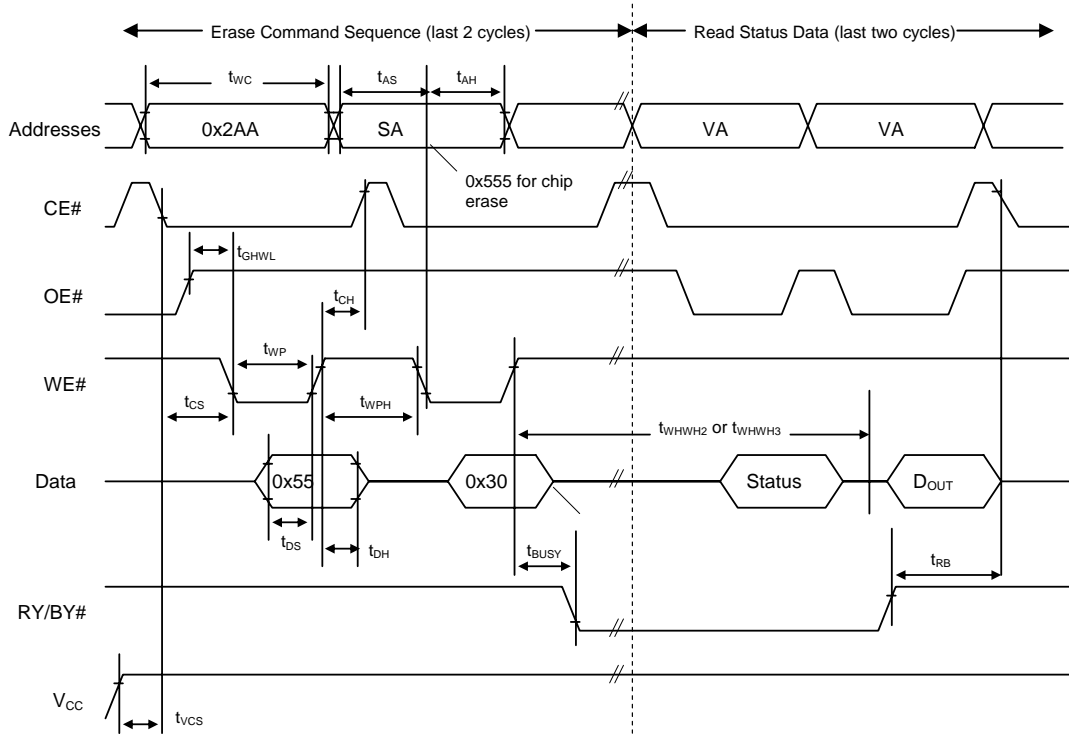 Erase Command Sequence (last 2 cycles)
Read Status Data (last two cycles)
tWC
tAS
tAH
Addresses
0x2AA
SA
VA
VA
0x555 for chip
erase
CE#
tGHWL
OE#
tCH
tWP
WE#
tCS
tWPH
tWHWH2 or tWHWH3
Data
0x55
0x30
Status
DOUT
tDS
tDH
tBUSY
tRB
RY/BY#
VCC
tVCS